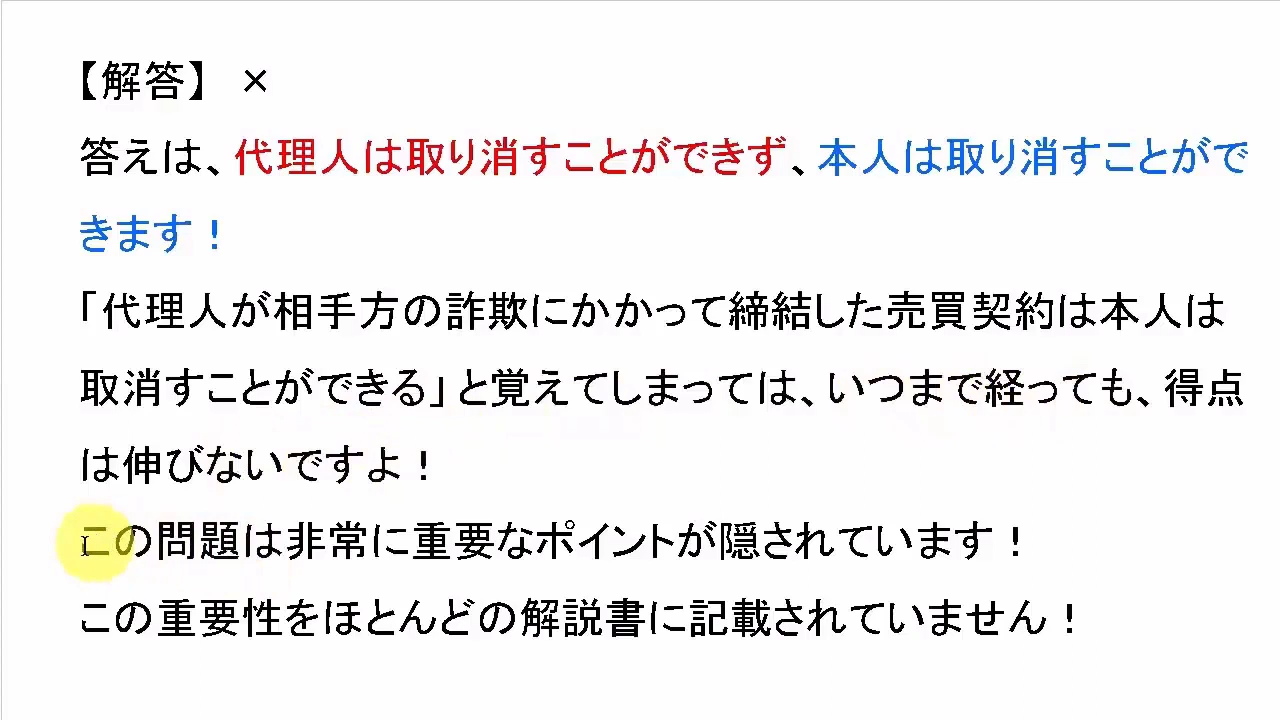 【解答】 ×
答えは、代理人は取り消すことができず、本人は取り消すことがで
きます！
「代理人が相手方の詐欺にかかって締結した売買契約は本人は
取消すことができる」と覚えてしまっては、いつまで経っても、得点
は伸びないですよ！
この問題は非常に重要なポイントが隠されています！
この重要性をほとんどの解説書に記載されていません！